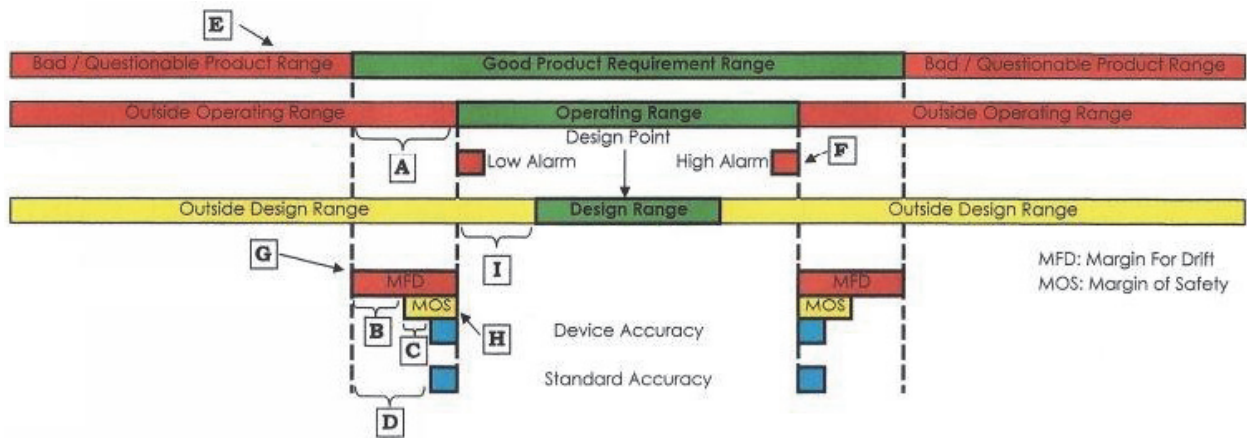 E
Bad / Questionable Product Range Good Product Requirement Range Bad / Questionable Product Range
Outside Operating Range Operating Range Outside Operating Range
Design Point
A Low Alarm High Alarm F
Outside Design Range Design Range Outside Design Range
G I MFD: Margin For Drift
MFD MFD MOS: Margin of Safety
MOS MOS
B C H Device Accuracy
Standard Accuracy
D